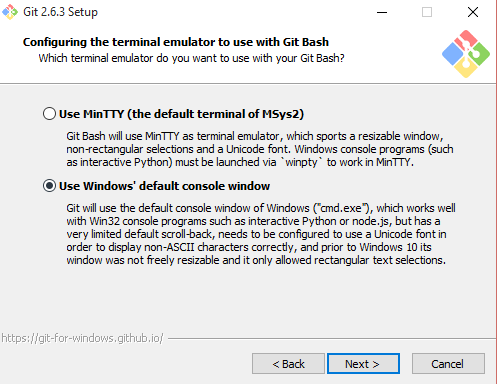 Git 2.6.3 Setup
Configuring the terminal emulator to use with Git Bash
Which terminal emulator do you want to use with your Git Bash?
Use MinTTY (the default terminal of MSys2)
Git Bash will use MinTTY as terminal emulator, which sports a resizable window,
non-rectangular selections and a Unicode font. Windows console programs (such
as interactive Python) must be launched via `winpty` to work in MinTTY.
Use Windows' default console window
Git will use the default console window of Windows ("cmd.exe"), which works well
with Win32 console programs such as interactive Python or node.js, but has a
very limited default scroll-back, needs to be configured to use a Unicode font in
order to display non-ASCII characters correctly, and prior to Windows 10 its
window was not freely resizable and it only allowed rectangular text selections.
https://git-for-windows.github.io/
< Back
Next >
Cancel